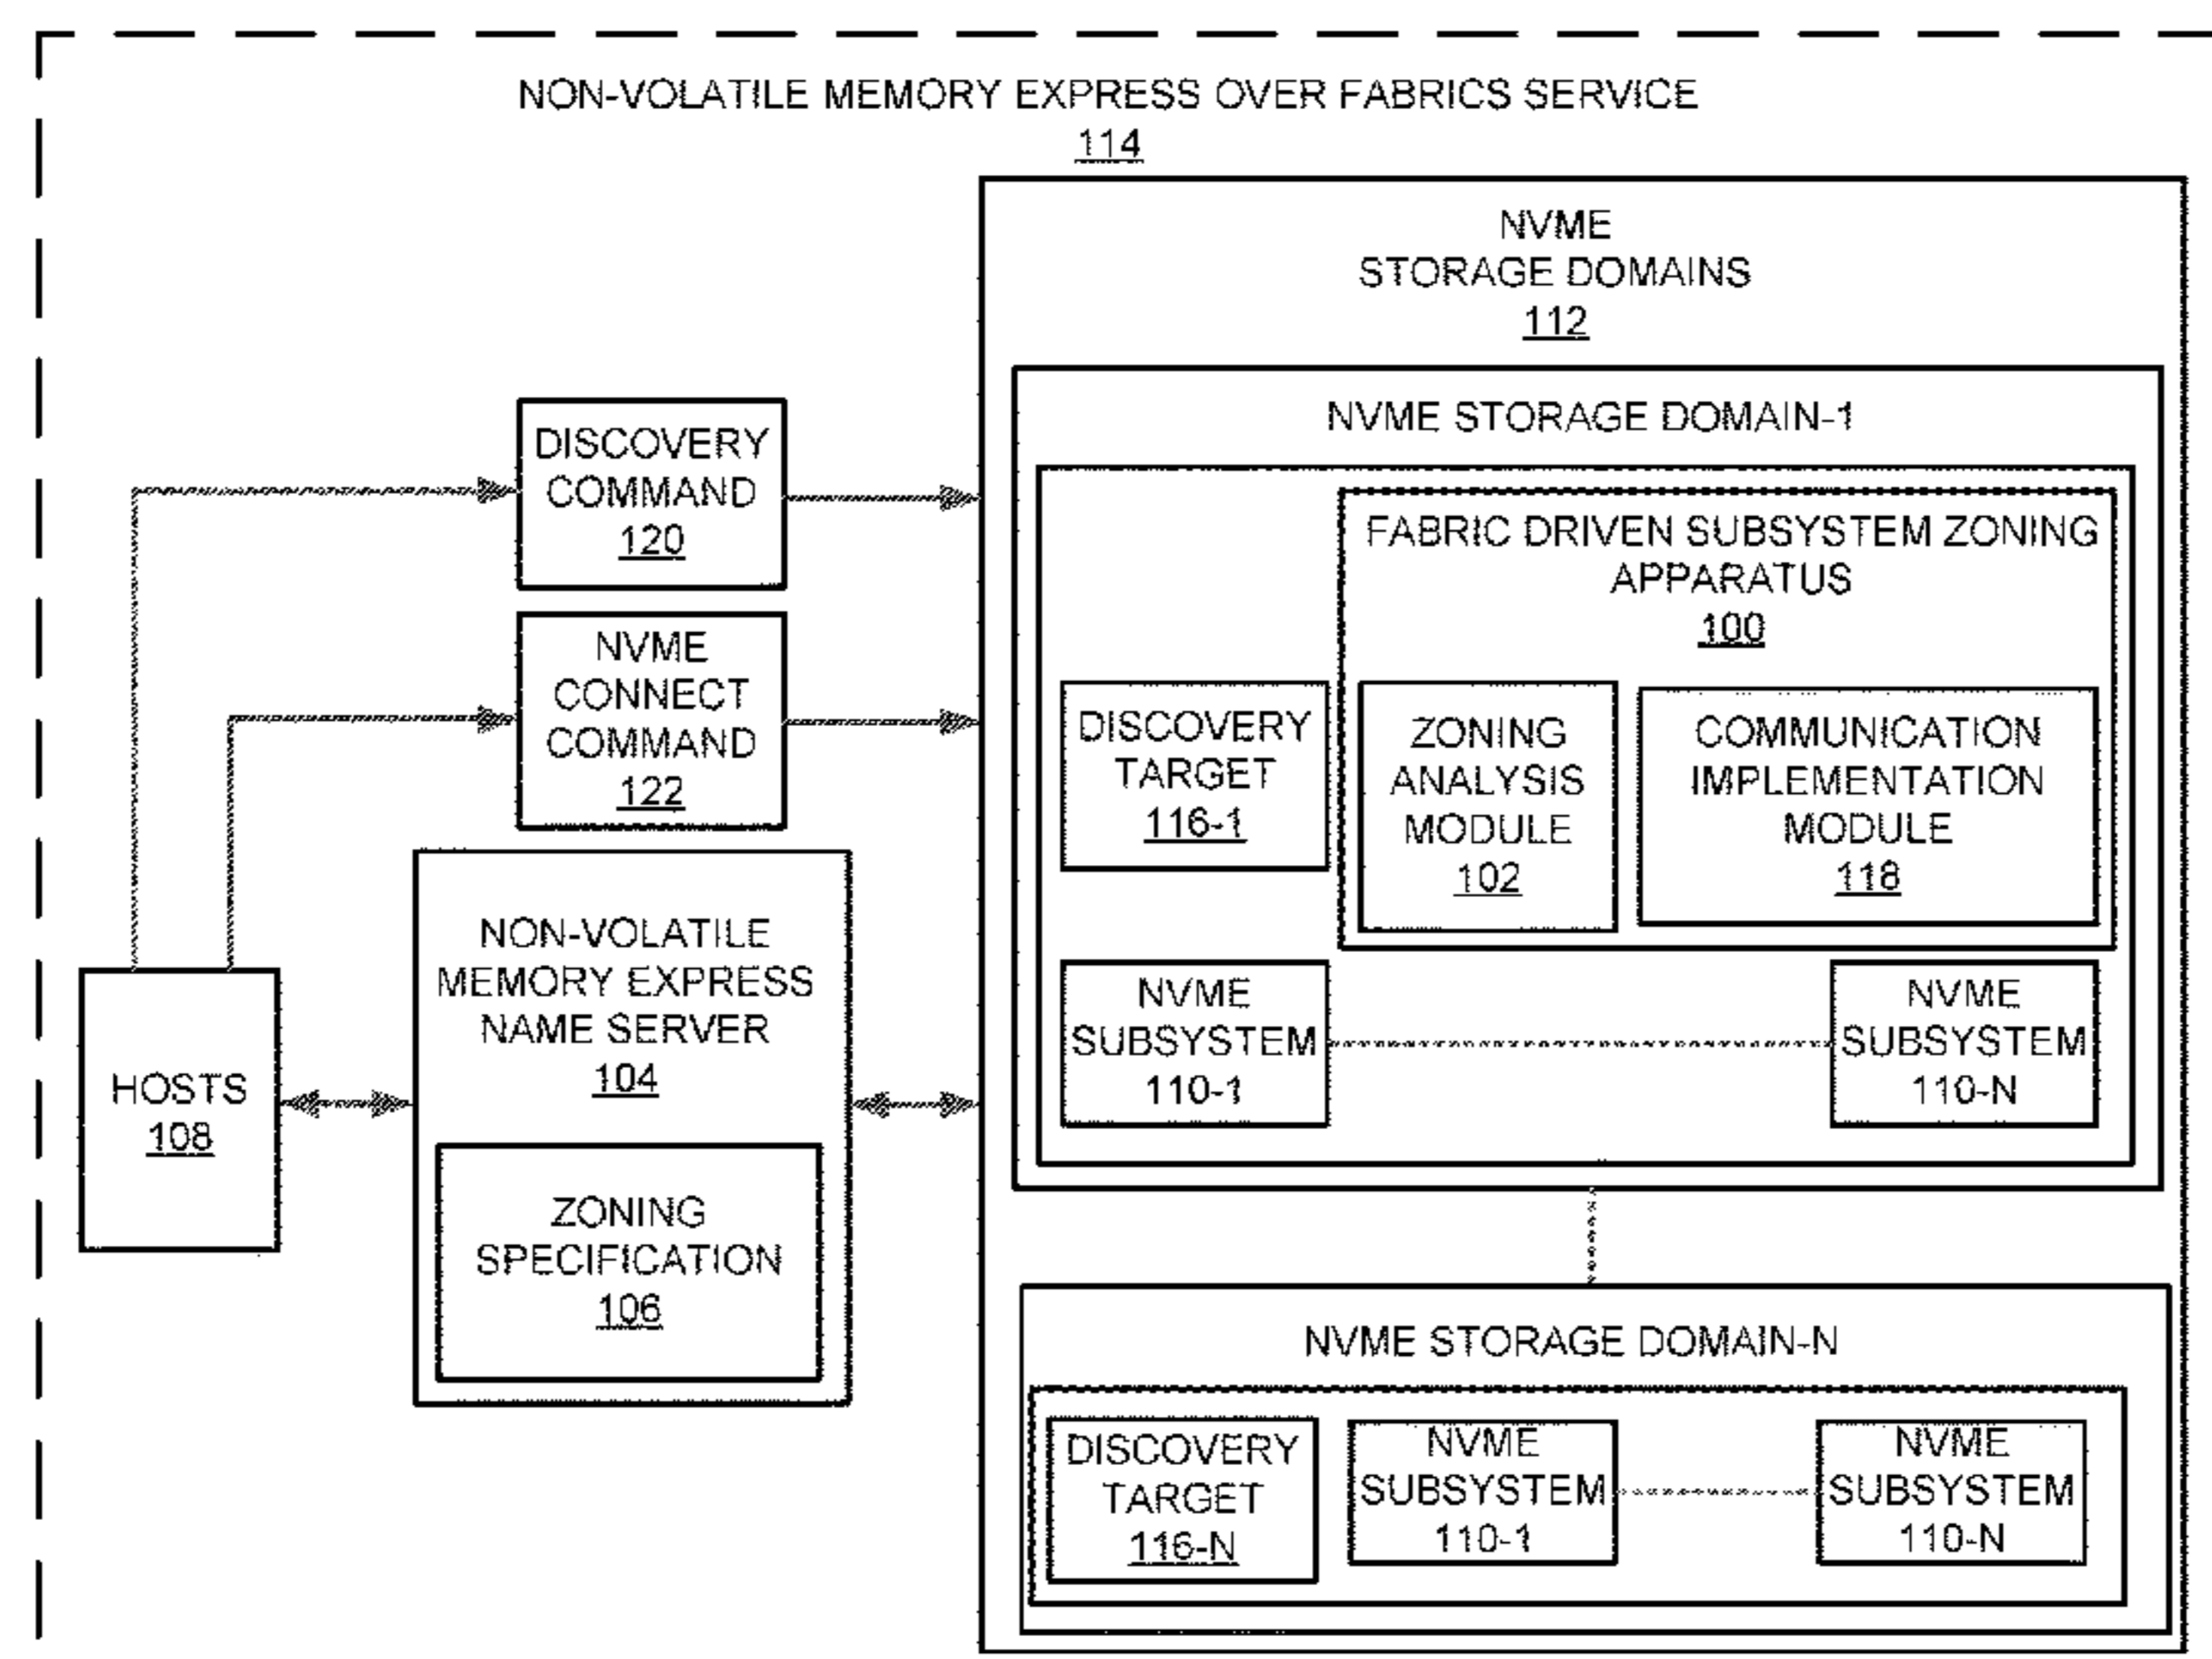 NON-VOLATILE MEMORY EXPRESS OVER FABRICS SERVICE
114
NVME
STORAGE DOMAINS
112
NVME STORAGE DOMAIN-1
DISCOVERY
COMMAND
120
FABRIC DRIVEN SUBSYSTEM ZONING
APPARATUS
100
NVME
CONNECT
COMMAND
122
DISCOVERY
TARGET
116-1
ZONING
ANALYSIS
MODULE
102
COMMUNICATION
IMPLEMENTATION
MODULE
118
NON-VOLATILE
MEMORY EXPRESS
NAME SERVER
104
NVME
SUBSYSTEM
110-1
NVME
SUBSYSTEM
110-N
HOSTS
108
ZONING
SPECIFICATION
106
NVME STORAGE DOMAIN-N
DISCOVERY
TARGET
116-N
NVME
SUBSYSTEM
110-1
NVME
SUBSYSTEM
110-N